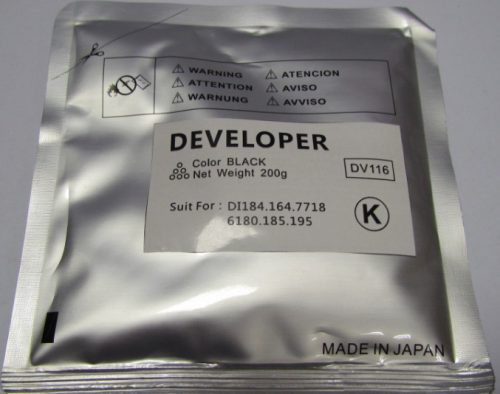 WARNING ATENCION
ATTENTION AVISO
WARNUNG AVVISO
DEVELOPER
Color BLACK
Net Weight 200g
DV116
Suit For : DI184.164.7718
6180.185.195
K
MADE IN JAPAN